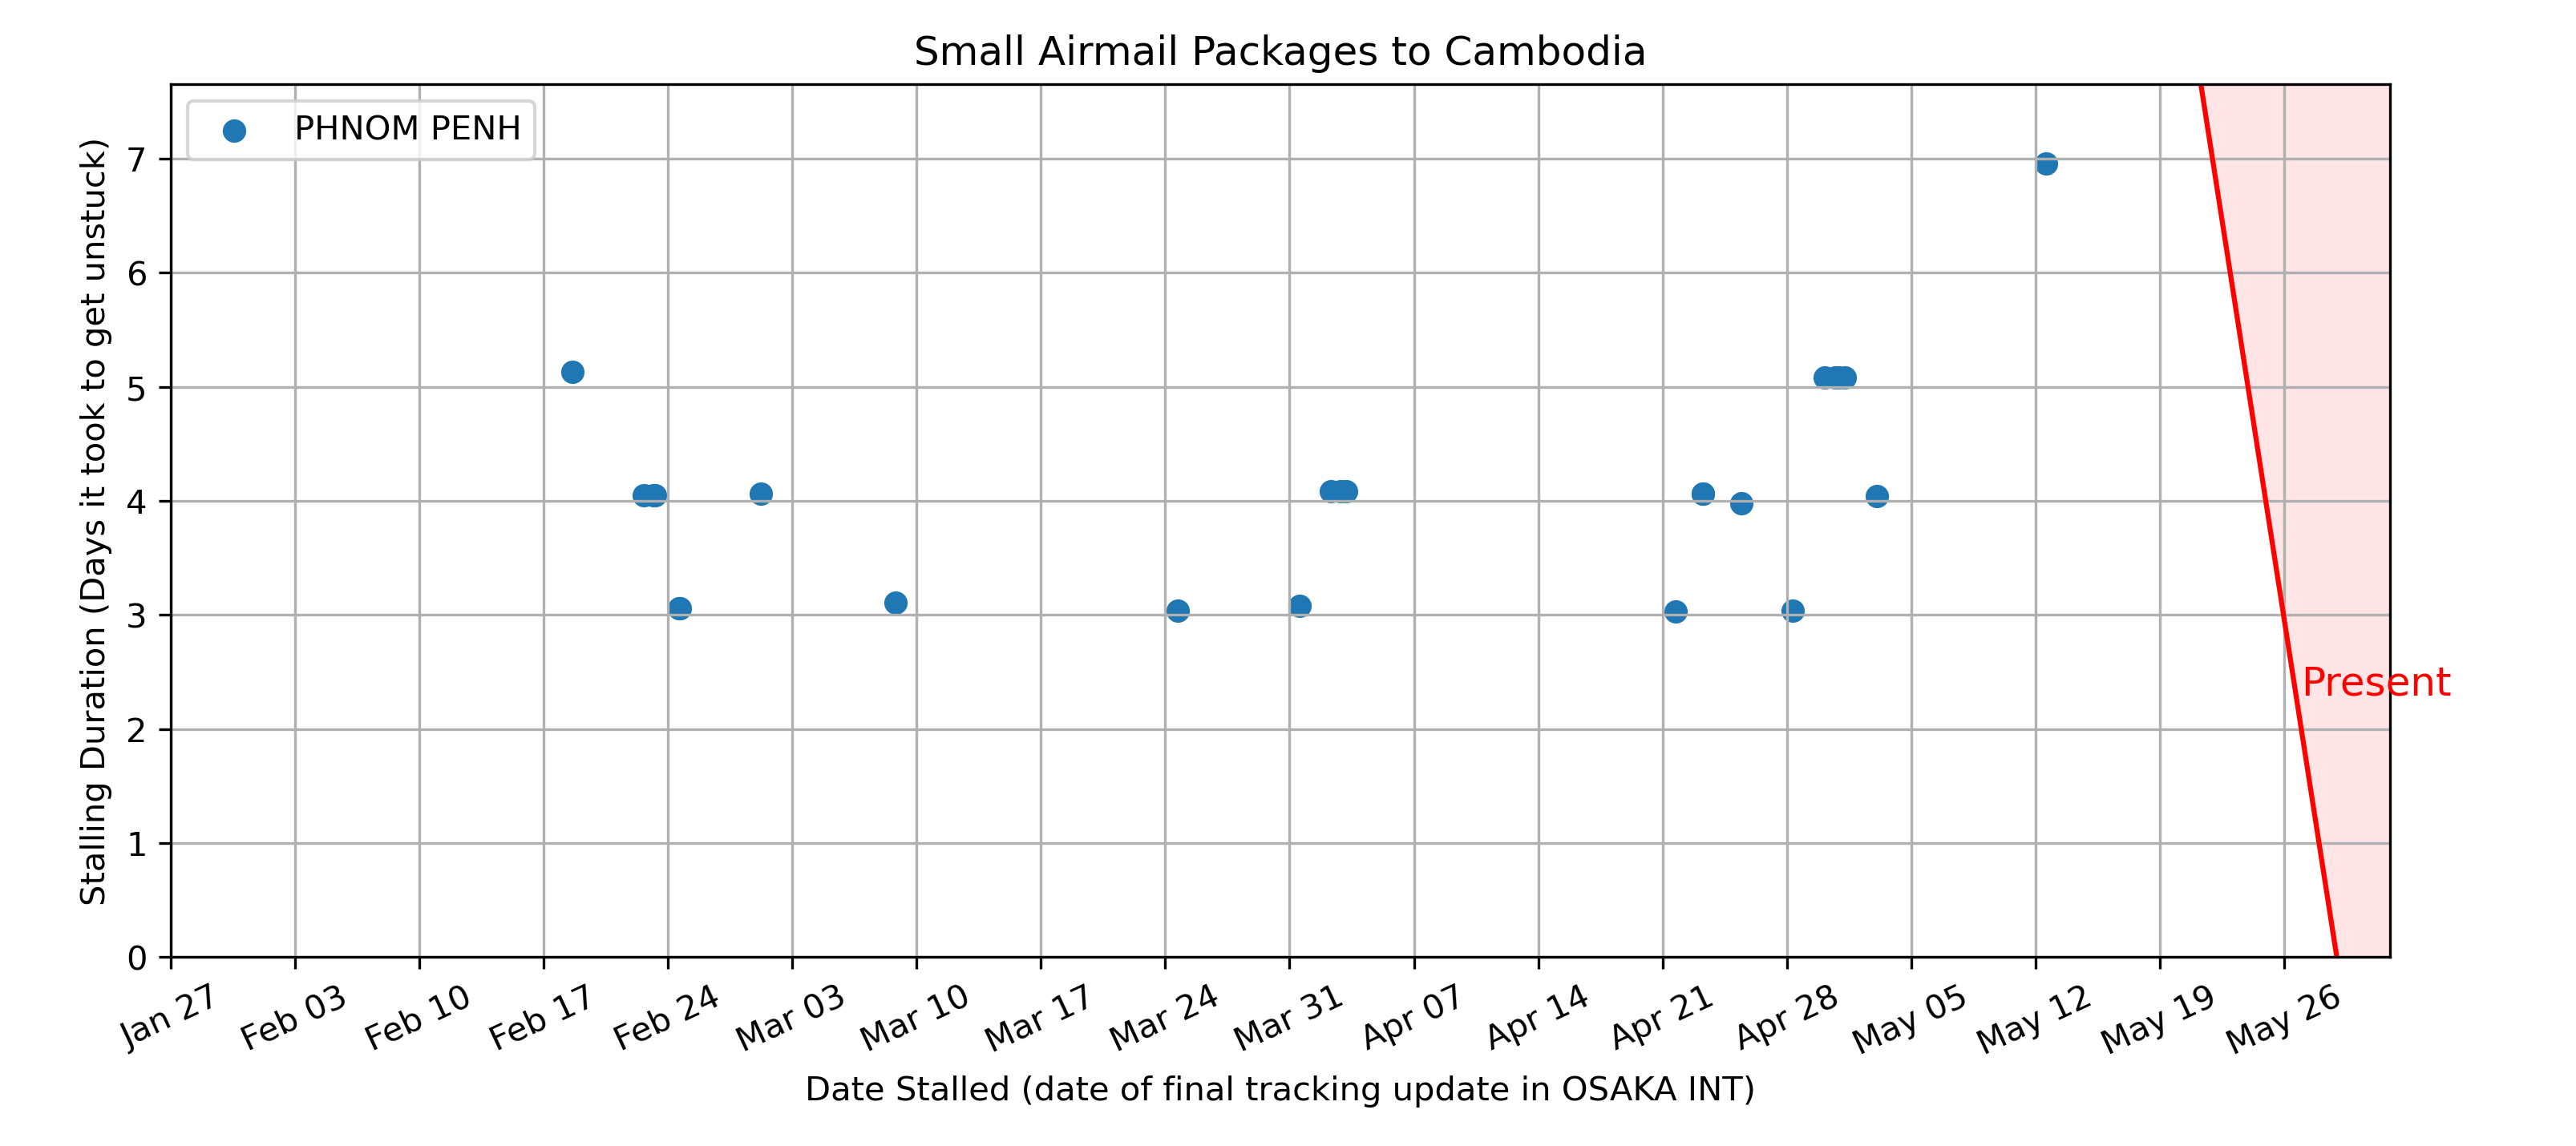 Small Airmail Packages to Cambodia
PHNOM PENH
Stalling Duration (Days it took to get unstuck)
7
6
5
4
3
2
1
0
Present
Jan 27
Feb 03
Feb 10
Feb 17
Feb 24
Mar 03
Mar 10
Mar 17
Mar 24
Mar 31
Apr 07
Apr 14
Apr 21
Apr 28
May 05
May 12
May 19
May 26
Date Stalled (date of final tracking update in OSAKA INT)